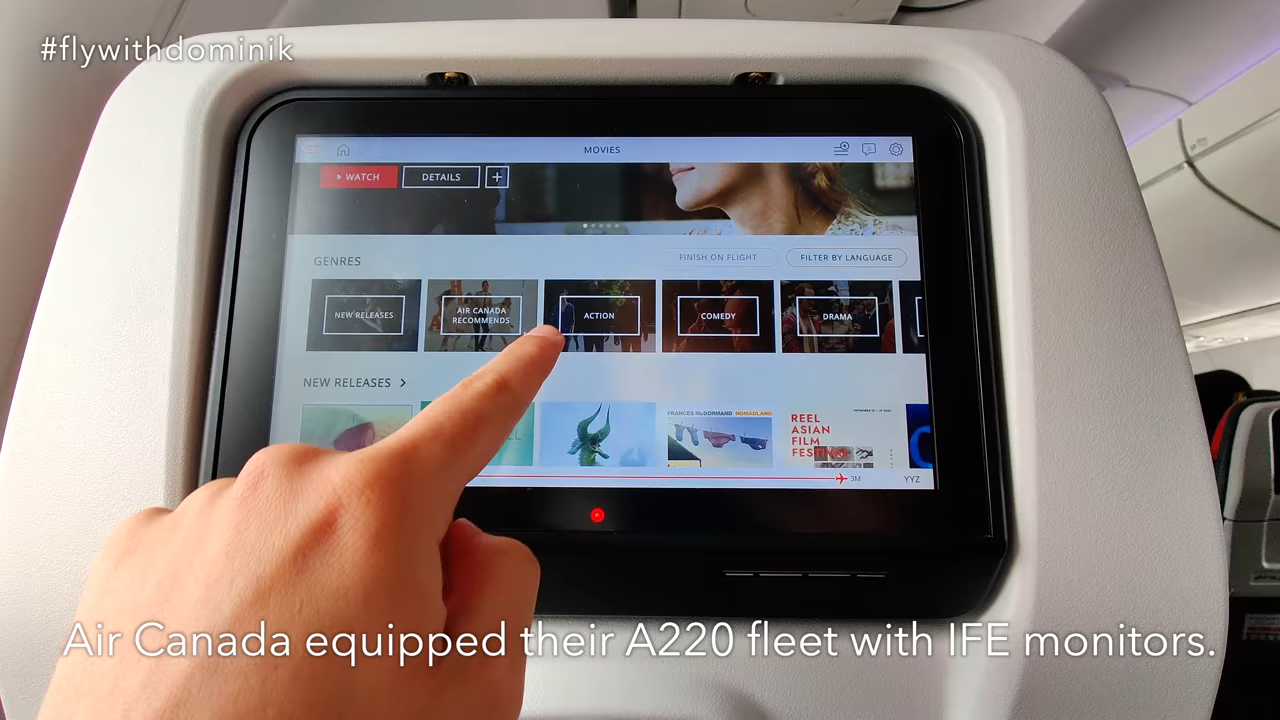 #flywithdominik
MOVIES
WATCH
DETAILS
GENRES
FINISH ON FLIGHT
FILTER BY LANGUAGE
NEW RELEASES
AIR CANADA
RECOMMENDS
ACTION
COMEDY
DRAMA
NEW RELEASES
FRANCES McDORMAND NOMADLAND
REEL
ASIAN
FILM
FESTIVAL
3M
YYZ
Air Canada equipped their A220 fleet with IFE monitors.